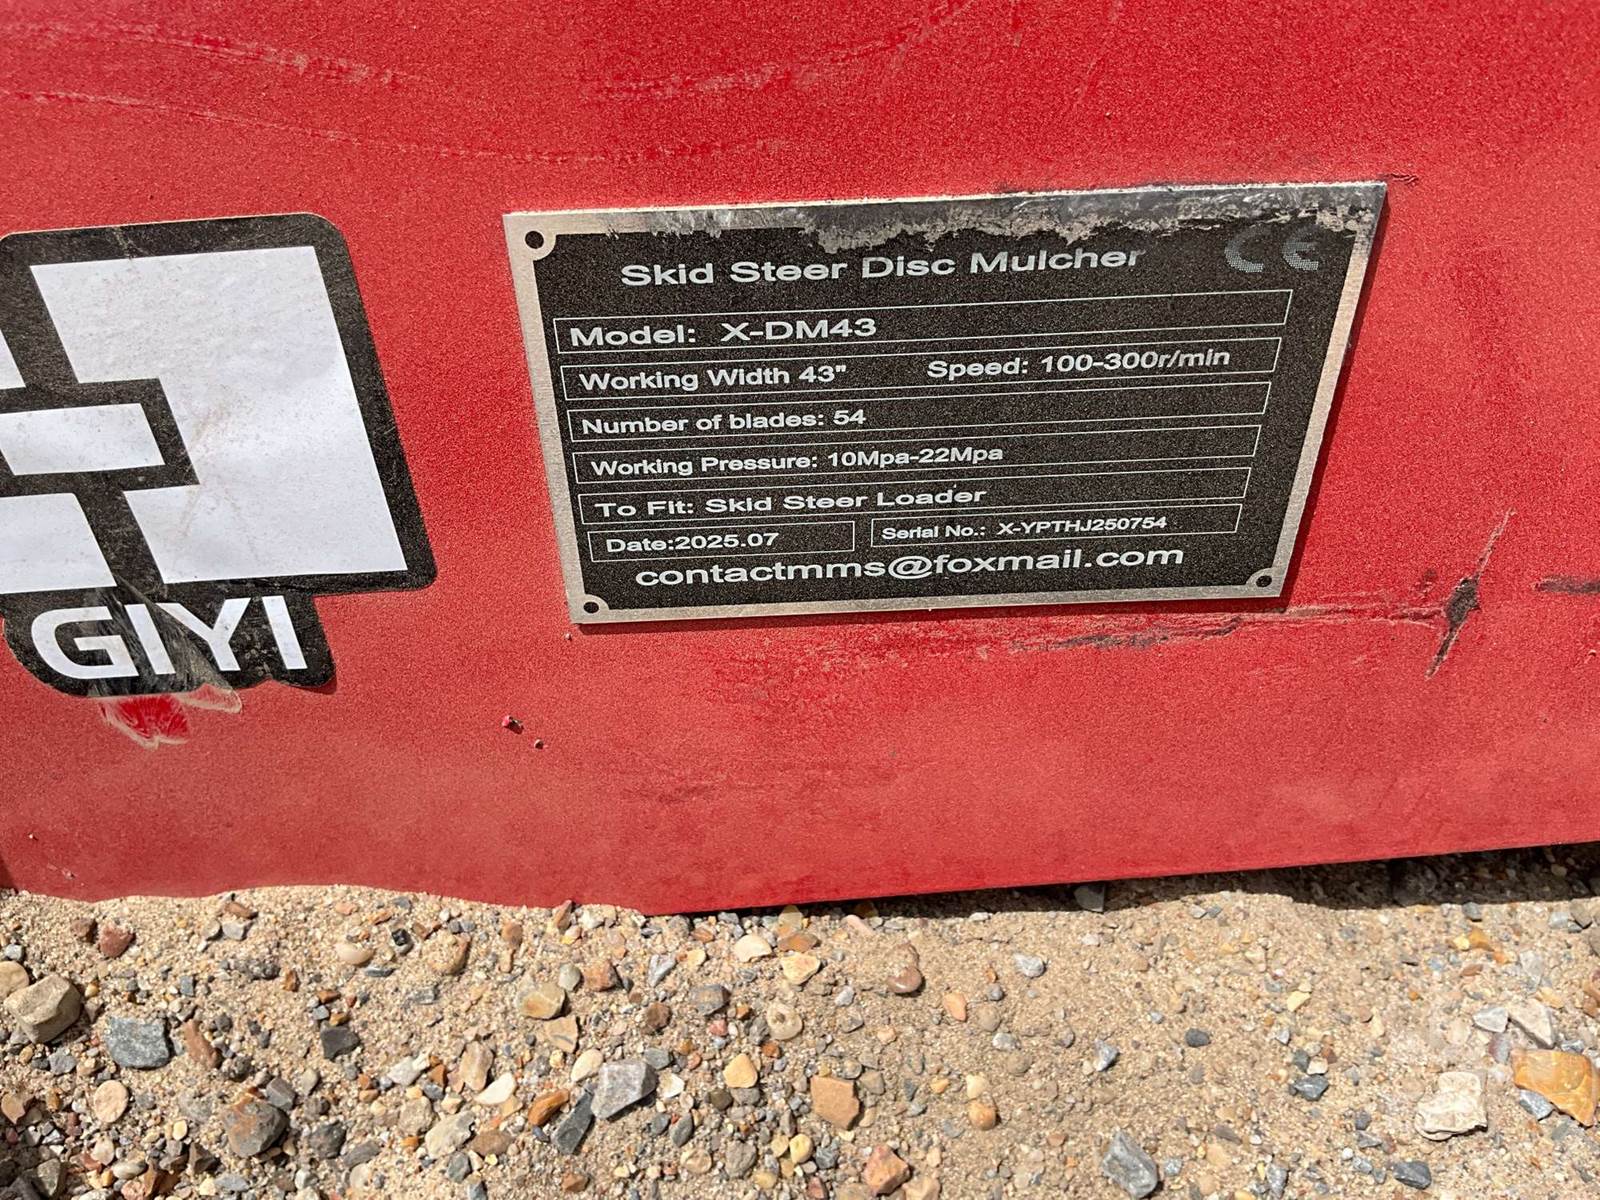 Skid Steer Disc Mulcher CE
Model: X-DM43
Working Width 43" Speed: 100-300r/min
Number of blades: 54
Working Pressure: 10Mpa-22Mpa
To Fit: Skid Steer Loader
Date:2025.07 Serial No.: X-YPTHJ250754
contactmms@foxmail.com
GIYI